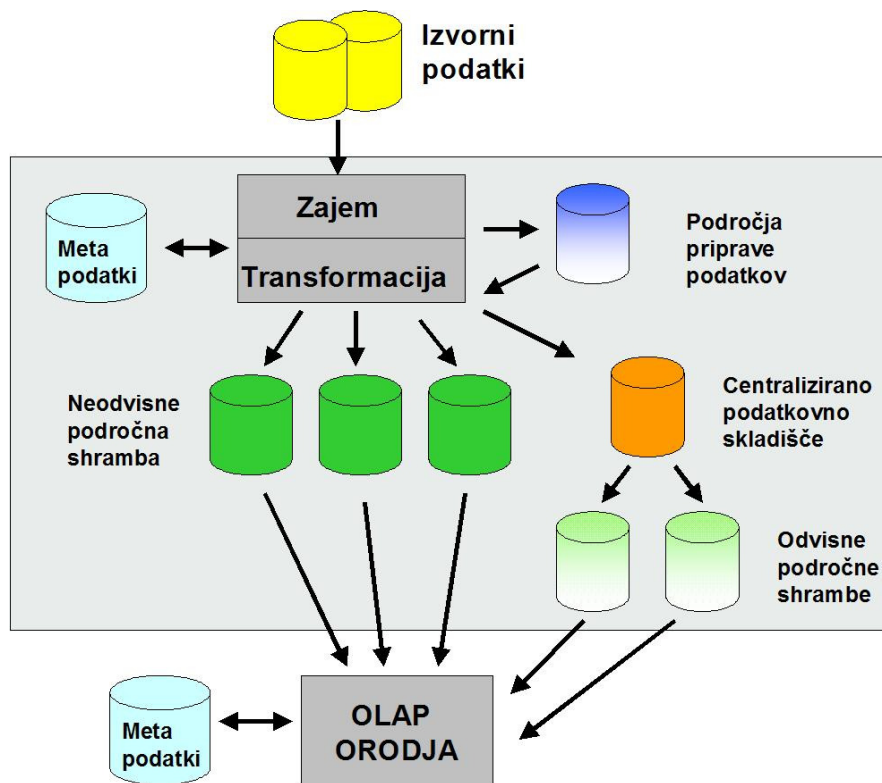 Izvorni
podatki
Zajem
Transformacija
Meta
podatki
Področja
priprave
podatkov
Neodvisne
področna
shramba
Centralizirano
podatkovno
skladišče
Odvisne
področne
shrambe
OLAP
ORODJA
Meta
podatki